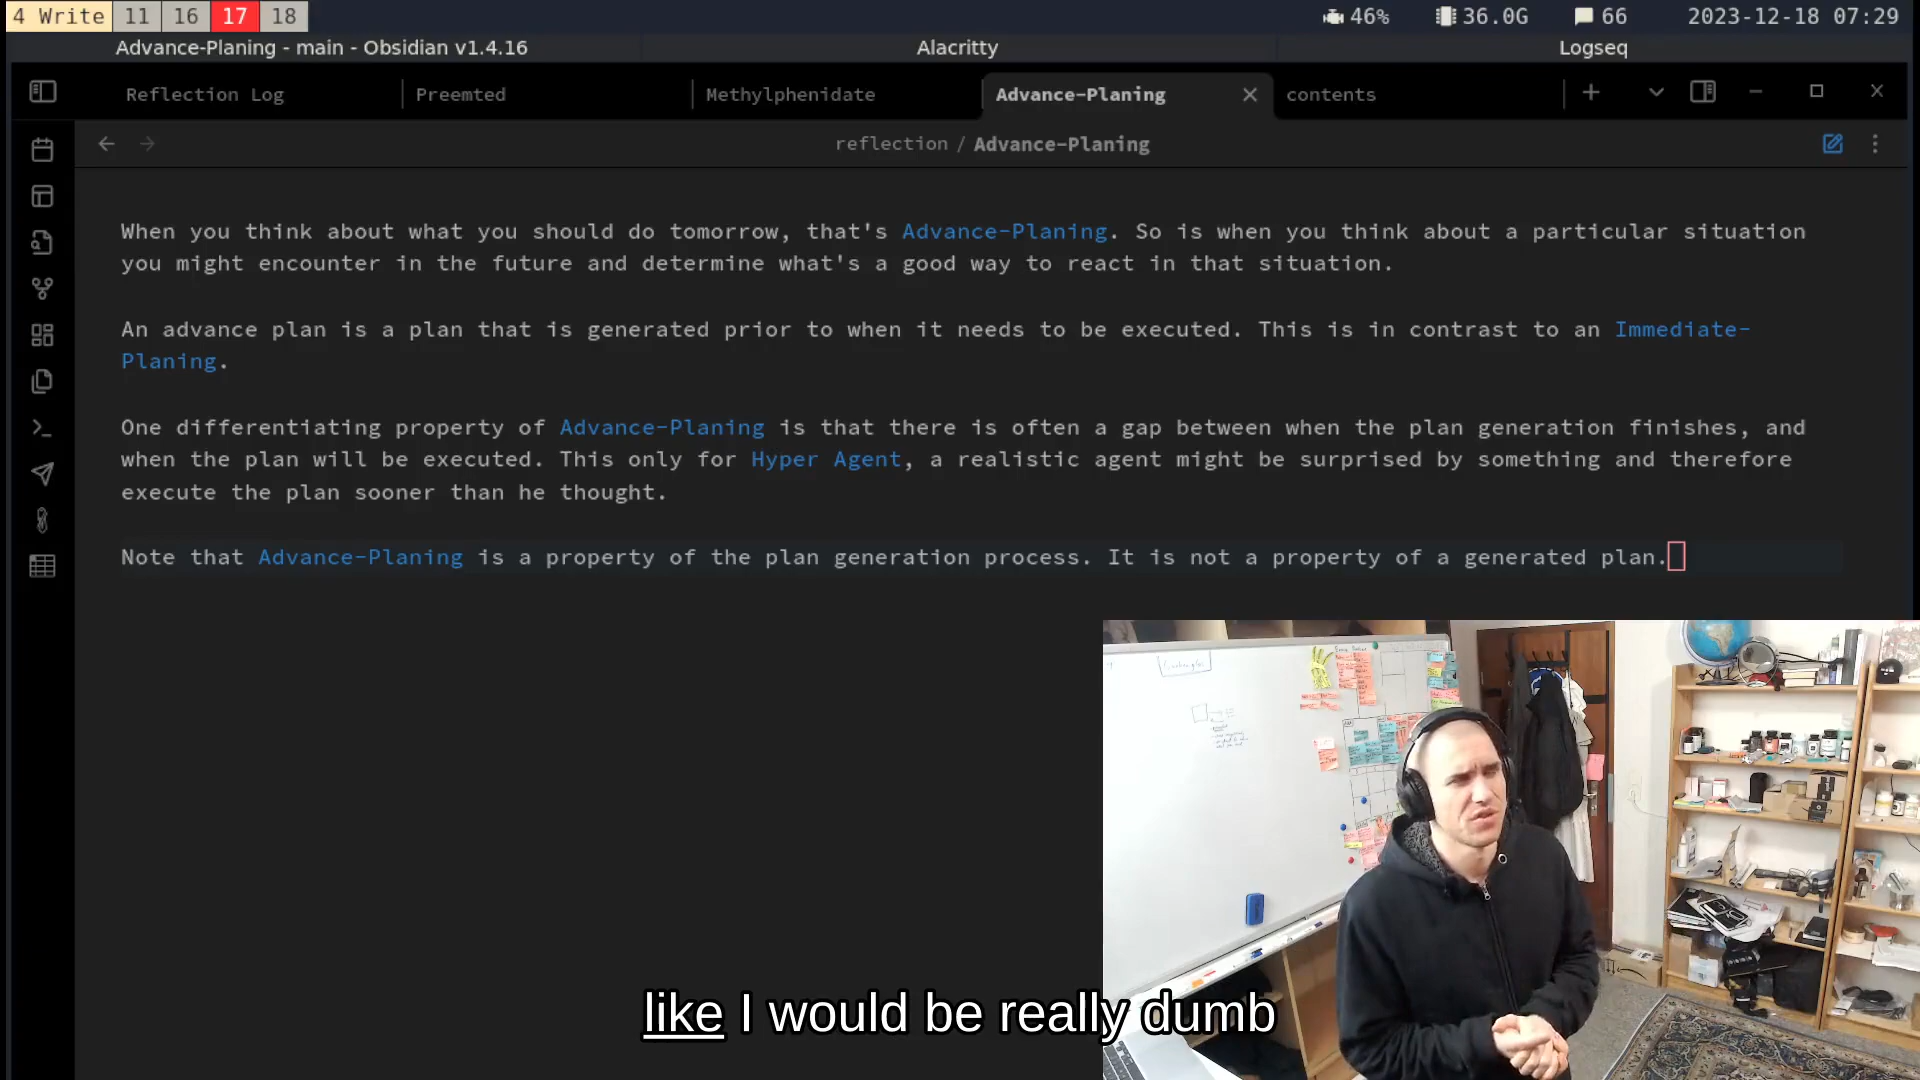 4 Write 11 16 17 18 46% 36.0G 66 2023-12-18 07:29
Advance-Planing - main - Obsidian v1.4.16 Alacritty Logseq
Reflection Log Preemted Methylphenidate Advance-Planing contents
reflection / Advance-Planing
When you think about what you should do tomorrow, that's Advance-Planing. So is when you think about a particular situation
you might encounter in the future and determine what's a good way to react in that situation.
An advance plan is a plan that is generated prior to when it needs to be executed. This is in contrast to an Immediate-
Planing.
One differentiating property of Advance-Planing is that there is often a gap between when the plan generation finishes, and
when the plan will be executed. This only for Hyper Agent, a realistic agent might be surprised by something and therefore
execute the plan sooner than he thought.
Note that Advance-Planing is a property of the plan generation process. It is not a property of a generated plan.
like I would be really dumb